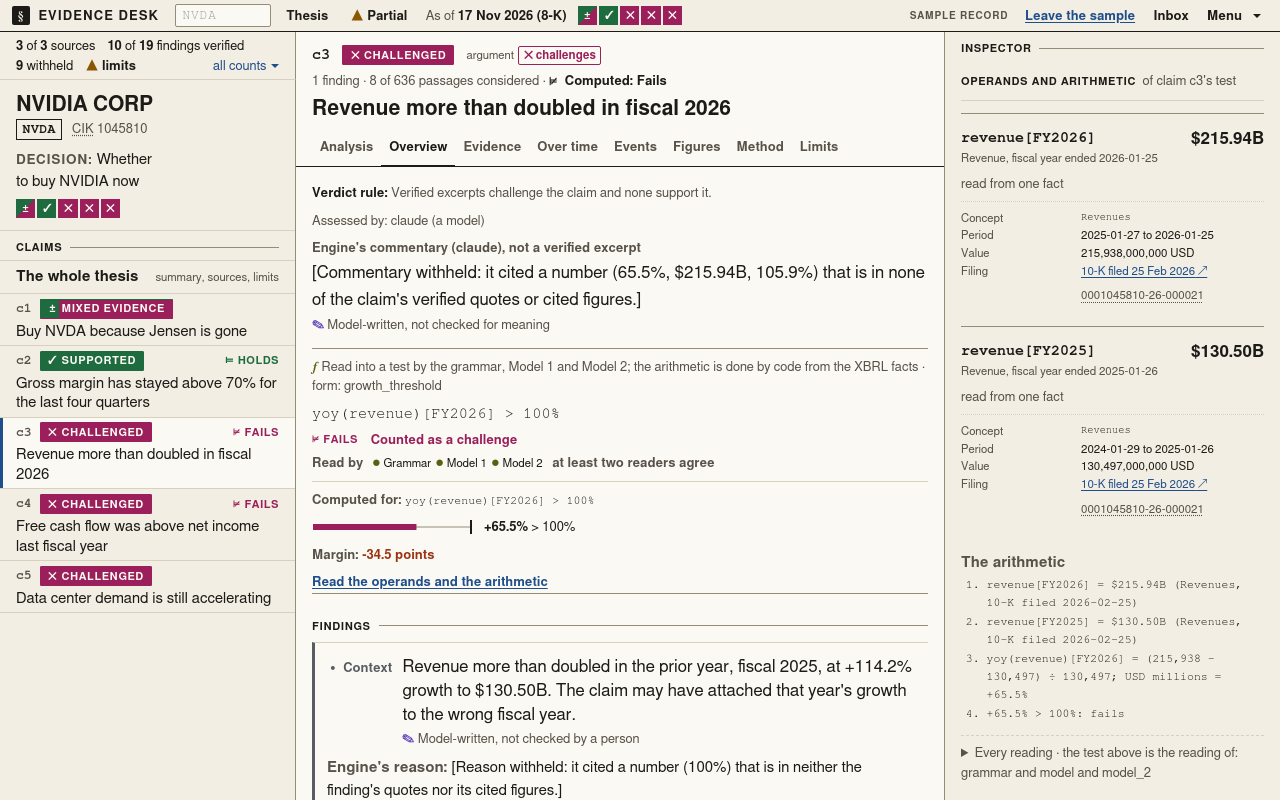 § EVIDENCE DESK NVDA Thesis ▲ Partial As of 17 Nov 2026 (8-K) ± ✓ ✕ ✕ ✕ SAMPLE RECORD Leave the sample Inbox Menu
3 of 3 sources 10 of 19 findings verified
9 withheld ▲ limits all counts
NVIDIA CORP
NVDA CIK 1045810
DECISION: Whether
to buy NVIDIA now
± ✓ ✕ ✕ ✕
CLAIMS
The whole thesis summary, sources, limits
c1 ± MIXED EVIDENCE
Buy NVDA because Jensen is gone
c2 ✓ SUPPORTED ⊨ HOLDS
Gross margin has stayed above 70% for
the last four quarters
c3 ✕ CHALLENGED ⊭ FAILS
Revenue more than doubled in fiscal
2026
c4 ✕ CHALLENGED ⊭ FAILS
Free cash flow was above net income
last fiscal year
c5 ✕ CHALLENGED
Data center demand is still accelerating
c3 ✕ CHALLENGED argument ✕ challenges
1 finding · 8 of 636 passages considered · ⊭ Computed: Fails
Revenue more than doubled in fiscal 2026
Analysis Overview Evidence Over time Events Figures Method Limits
Verdict rule: Verified excerpts challenge the claim and none support it.
Assessed by: claude (a model)
Engine's commentary (claude), not a verified excerpt
[Commentary withheld: it cited a number (65.5%, $215.94B, 105.9%) that is in none
of the claim's verified quotes or cited figures.]
✎ Model-written, not checked for meaning
ƒ Read into a test by the grammar, Model 1 and Model 2; the arithmetic is done by code from the XBRL facts ·
form: growth_threshold
yoy(revenue)[FY2026] > 100%
⊭ FAILS Counted as a challenge
Read by ● Grammar ● Model 1 ● Model 2 at least two readers agree
Computed for: yoy(revenue)[FY2026] > 100%
+65.5% > 100%
Margin: -34.5 points
Read the operands and the arithmetic
FINDINGS
• Context Revenue more than doubled in the prior year, fiscal 2025, at +114.2%
growth to $130.50B. The claim may have attached that year's growth
to the wrong fiscal year.
✎ Model-written, not checked by a person
Engine's reason: [Reason withheld: it cited a number (100%) that is in neither the
finding's quotes nor its cited figures.]
INSPECTOR
OPERANDS AND ARITHMETIC of claim c3's test
revenue[FY2026] $215.94B
Revenue, fiscal year ended 2026-01-25
read from one fact
Concept Revenues
Period 2025-01-27 to 2026-01-25
Value 215,938,000,000 USD
Filing 10-K filed 25 Feb 2026 ↗
0001045810-26-000021
revenue[FY2025] $130.50B
Revenue, fiscal year ended 2025-01-26
read from one fact
Concept Revenues
Period 2024-01-29 to 2025-01-26
Value 130,497,000,000 USD
Filing 10-K filed 25 Feb 2026 ↗
0001045810-26-000021
The arithmetic
1. revenue[FY2026] = $215.94B (Revenues,
10-K filed 2026-02-25)
2. revenue[FY2025] = $130.50B (Revenues,
10-K filed 2026-02-25)
3. yoy(revenue)[FY2026] = (215,938 −
130,497) ÷ 130,497; USD millions =
+65.5%
4. +65.5% > 100%: fails
▶ Every reading · the test above is the reading of:
grammar and model and model_2